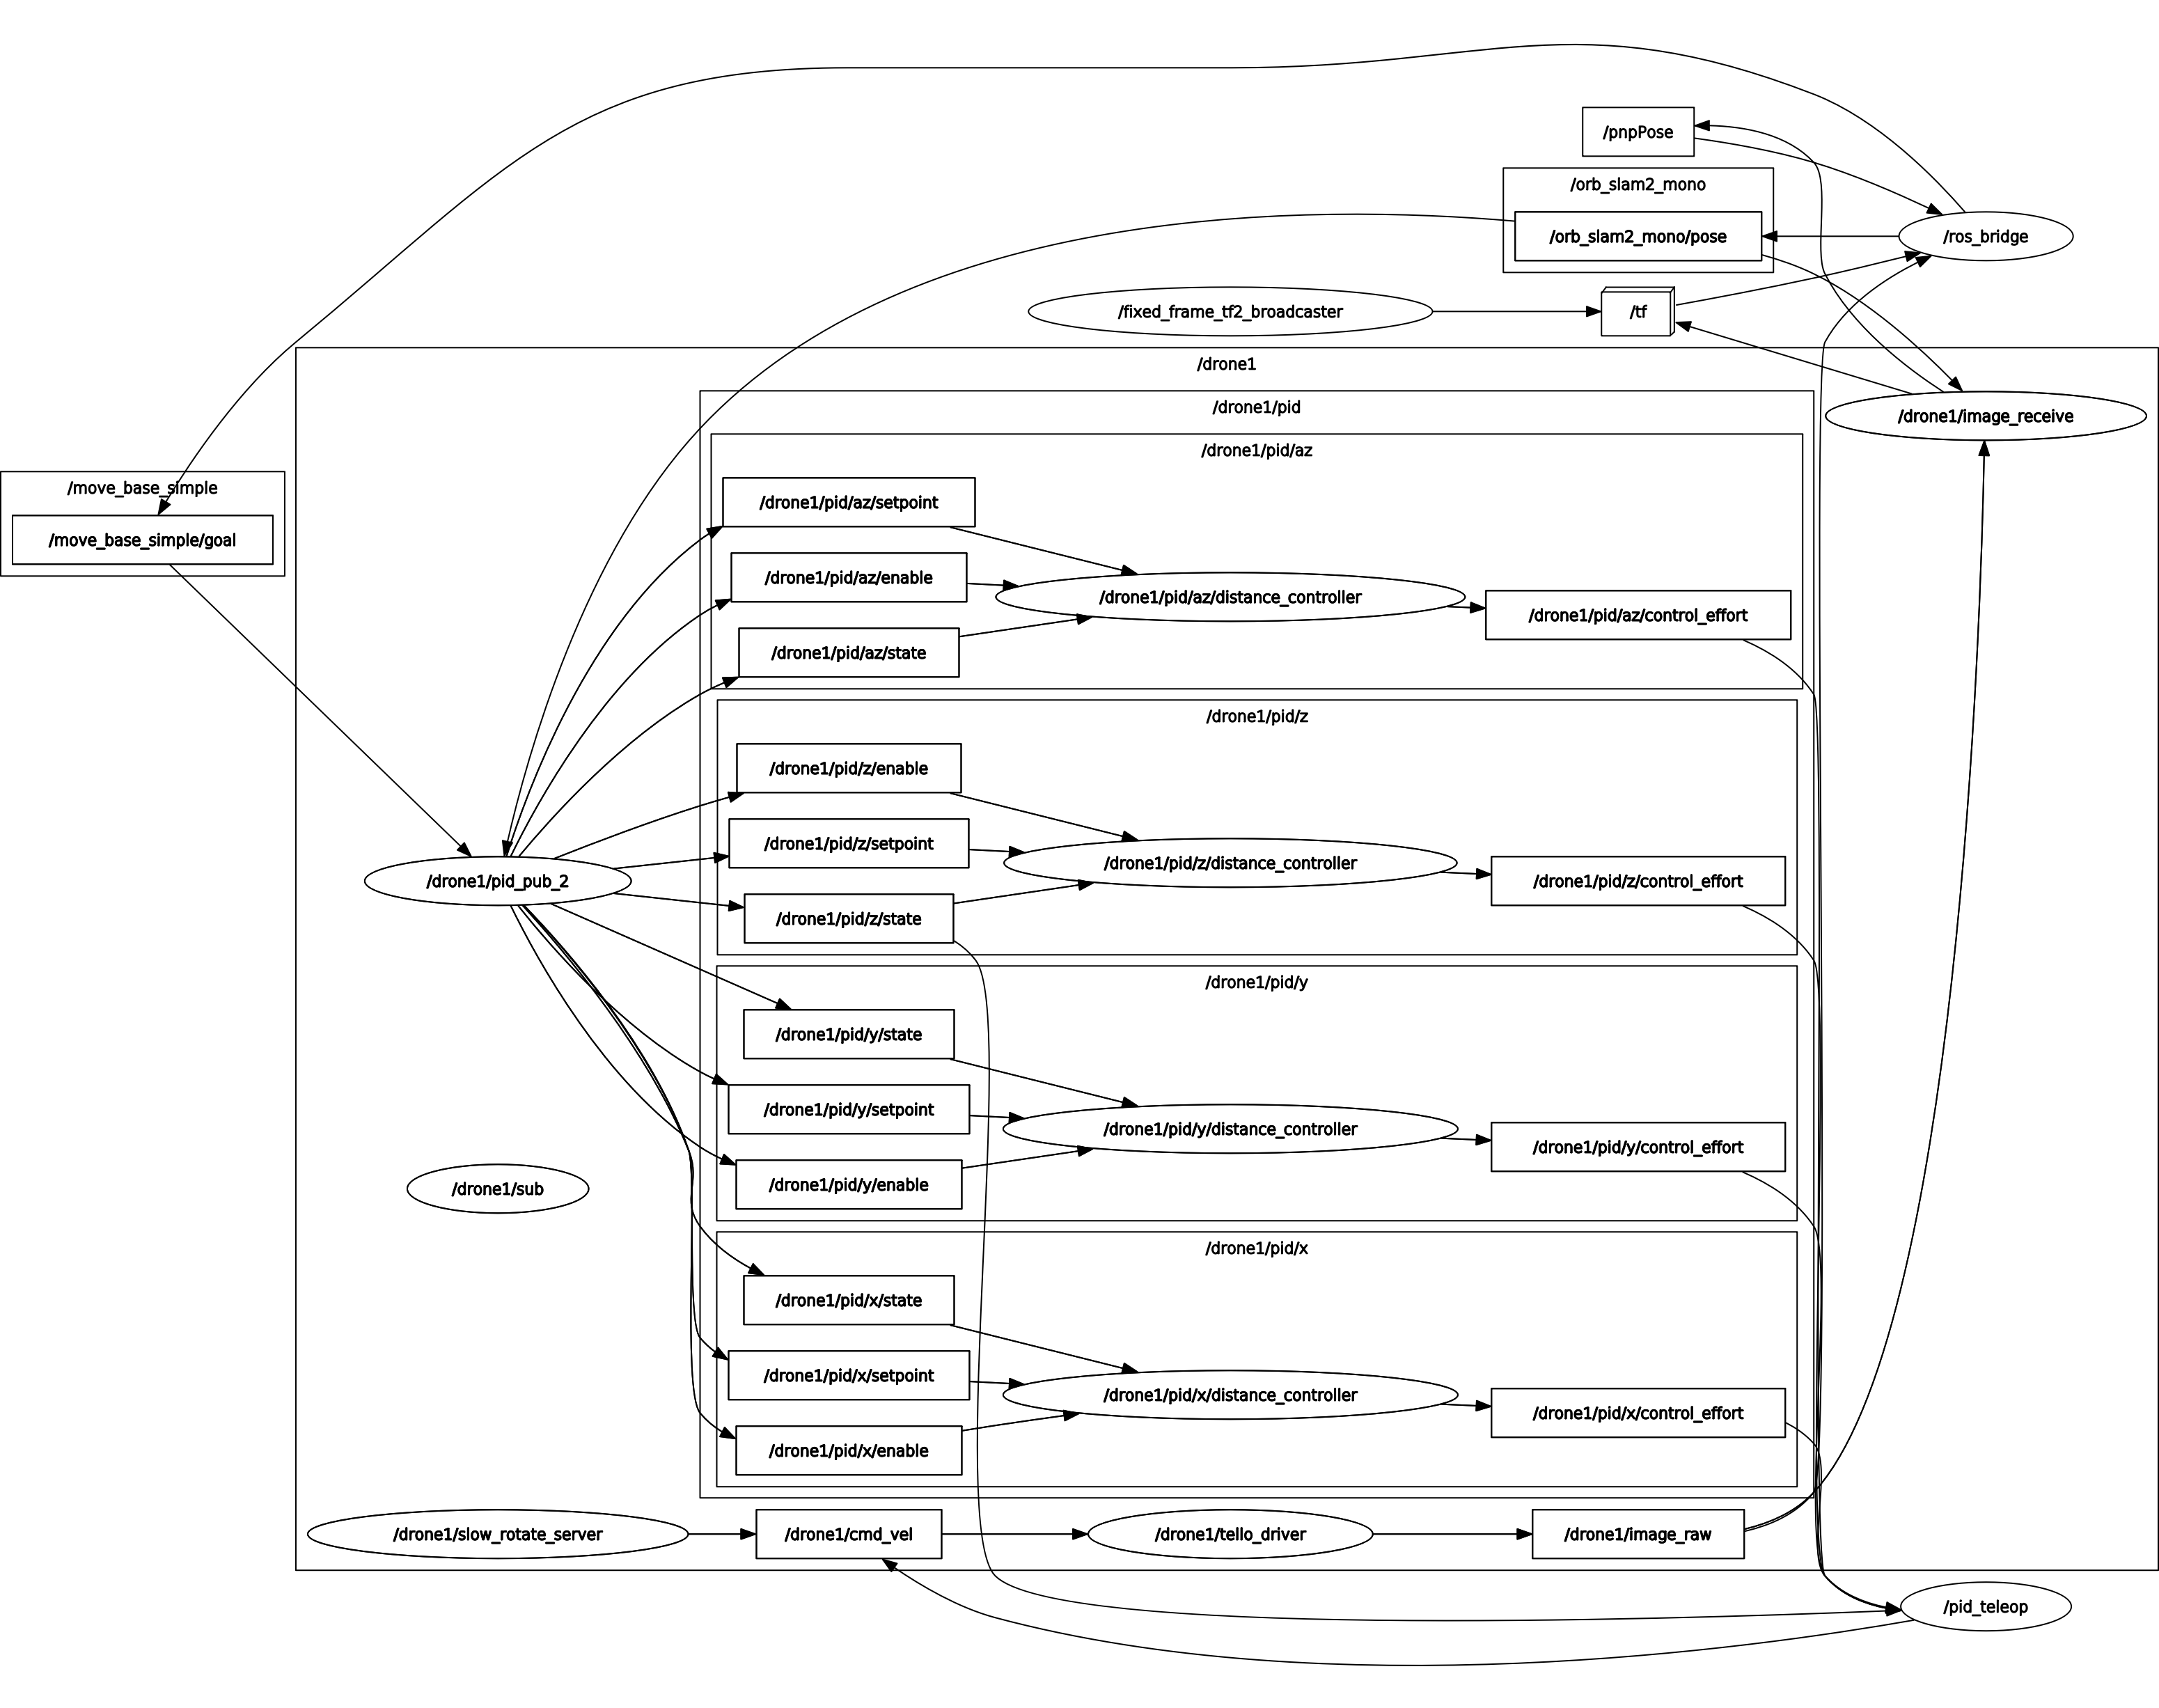 /pnpPose
/orb_slam2_mono
/orb_slam2_mono/pose
/ros_bridge
/fixed_frame_tf2_broadcaster
/tf
/drone1
/drone1/pid
/drone1/image_receive
/drone1/pid/az
/move_base_simple
/move_base_simple/goal
/drone1/pid/az/setpoint
/drone1/pid/az/enable
/drone1/pid/az/distance_controller
/drone1/pid/az/control_effort
/drone1/pid/az/state
/drone1/pid/z
/drone1/pid/z/enable
/drone1/pid/z/setpoint
/drone1/pid/z/distance_controller
/drone1/pid/z/control_effort
/drone1/pid_pub_2
/drone1/pid/z/state
/drone1/pid/y
/drone1/pid/y/state
/drone1/pid/y/setpoint
/drone1/pid/y/distance_controller
/drone1/pid/y/control_effort
/drone1/pid/y/enable
/drone1/sub
/drone1/pid/x
/drone1/pid/x/state
/drone1/pid/x/setpoint
/drone1/pid/x/distance_controller
/drone1/pid/x/control_effort
/drone1/pid/x/enable
/drone1/slow_rotate_server
/drone1/cmd_vel
/drone1/tello_driver
/drone1/image_raw
/pid_teleop